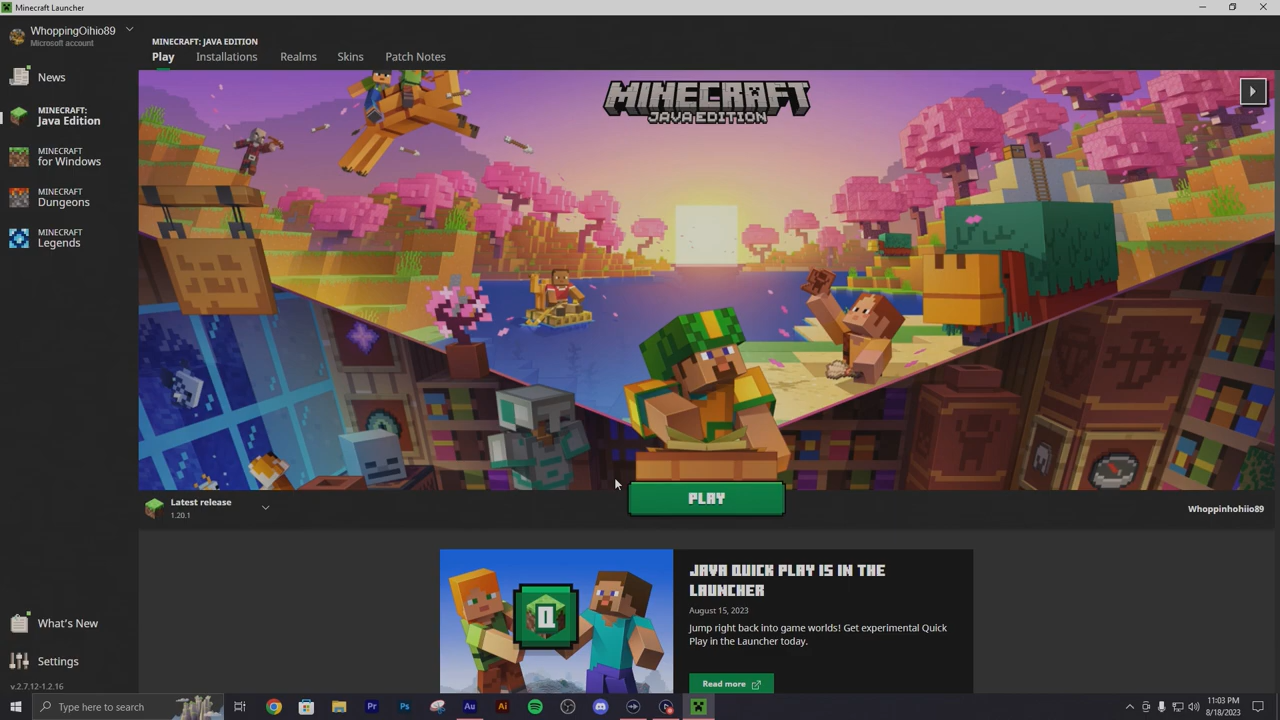 Minecraft Launcher
WhoppingOihio89
Microsoft account
News
MINECRAFT:
Java Edition
MINECRAFT
for Windows
MINECRAFT
Dungeons
MINECRAFT
Legends
What's New
Settings
v.2.7.12-1.2.16
MINECRAFT: JAVA EDITION
Play
Installations
Realms
Skins
Patch Notes
MINECRAFT
JAVA EDITION
Latest release
1.20.1
PLAY
Whoppinhohiio89
JAVA QUICK PLAY IS IN THE
LAUNCHER
August 15, 2023
Jump right back into game worlds! Get experimental Quick
Play in the Launcher today.
Read more
Type here to search
Pr
Ps
Au
Ai
11:03 PM
8/18/2023